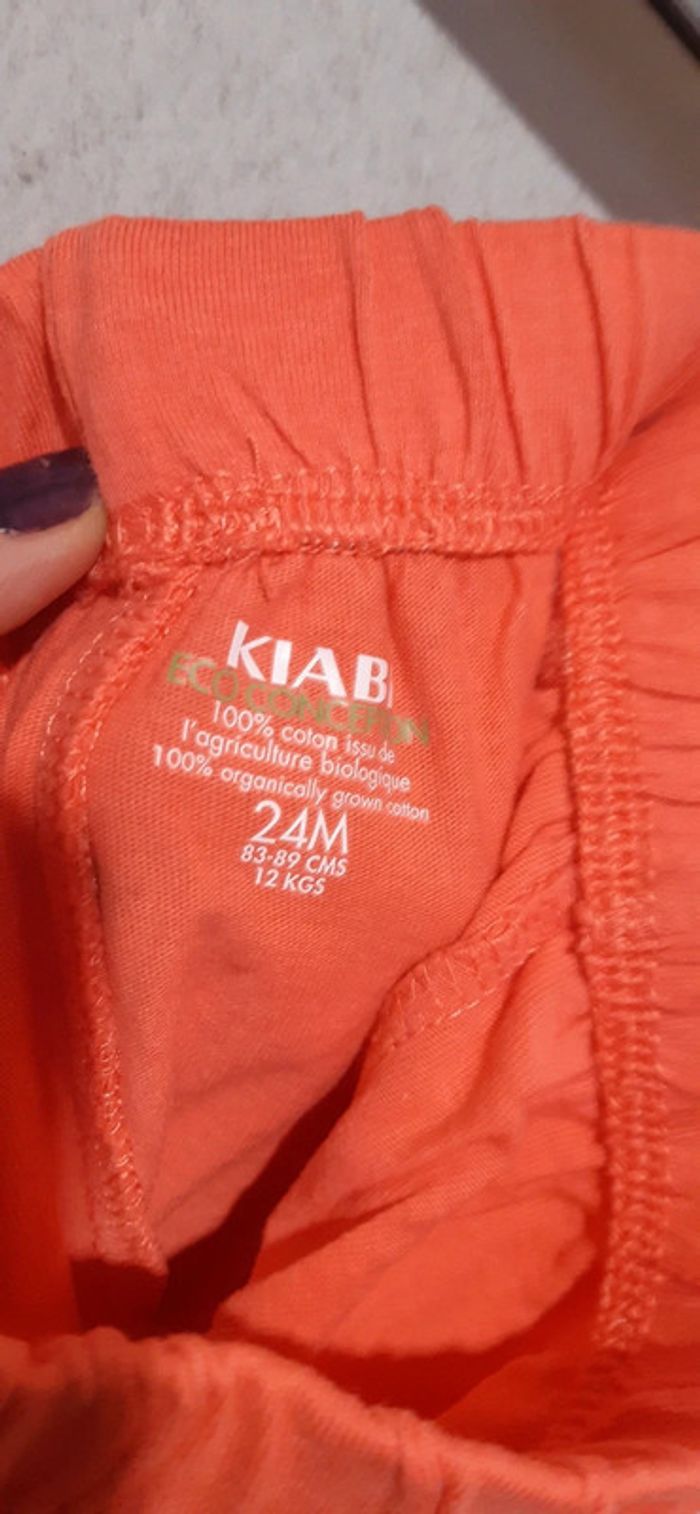 KIABI
ECO CONCEPTION
100% coton issu de
l'agriculture biologique
100% organically grown cotton
24M
83-89 CMS
12 KGS